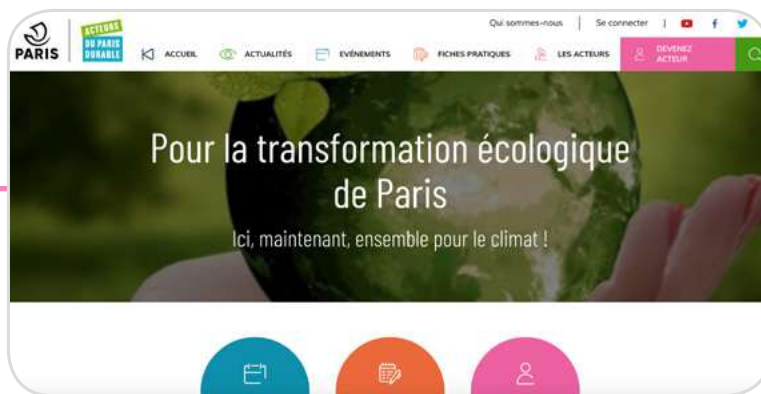 Qui sommes-nous | Se connecter |
PARIS
ACTEURS
DU PARIS
DURABLE
ACCUEIL ACTUALITÉS EVÉNEMENTS FICHES PRATIQUES LES ACTEURS DEVENEZ
ACTEUR
Pour la transformation écologique
de Paris
Ici, maintenant, ensemble pour le climat !